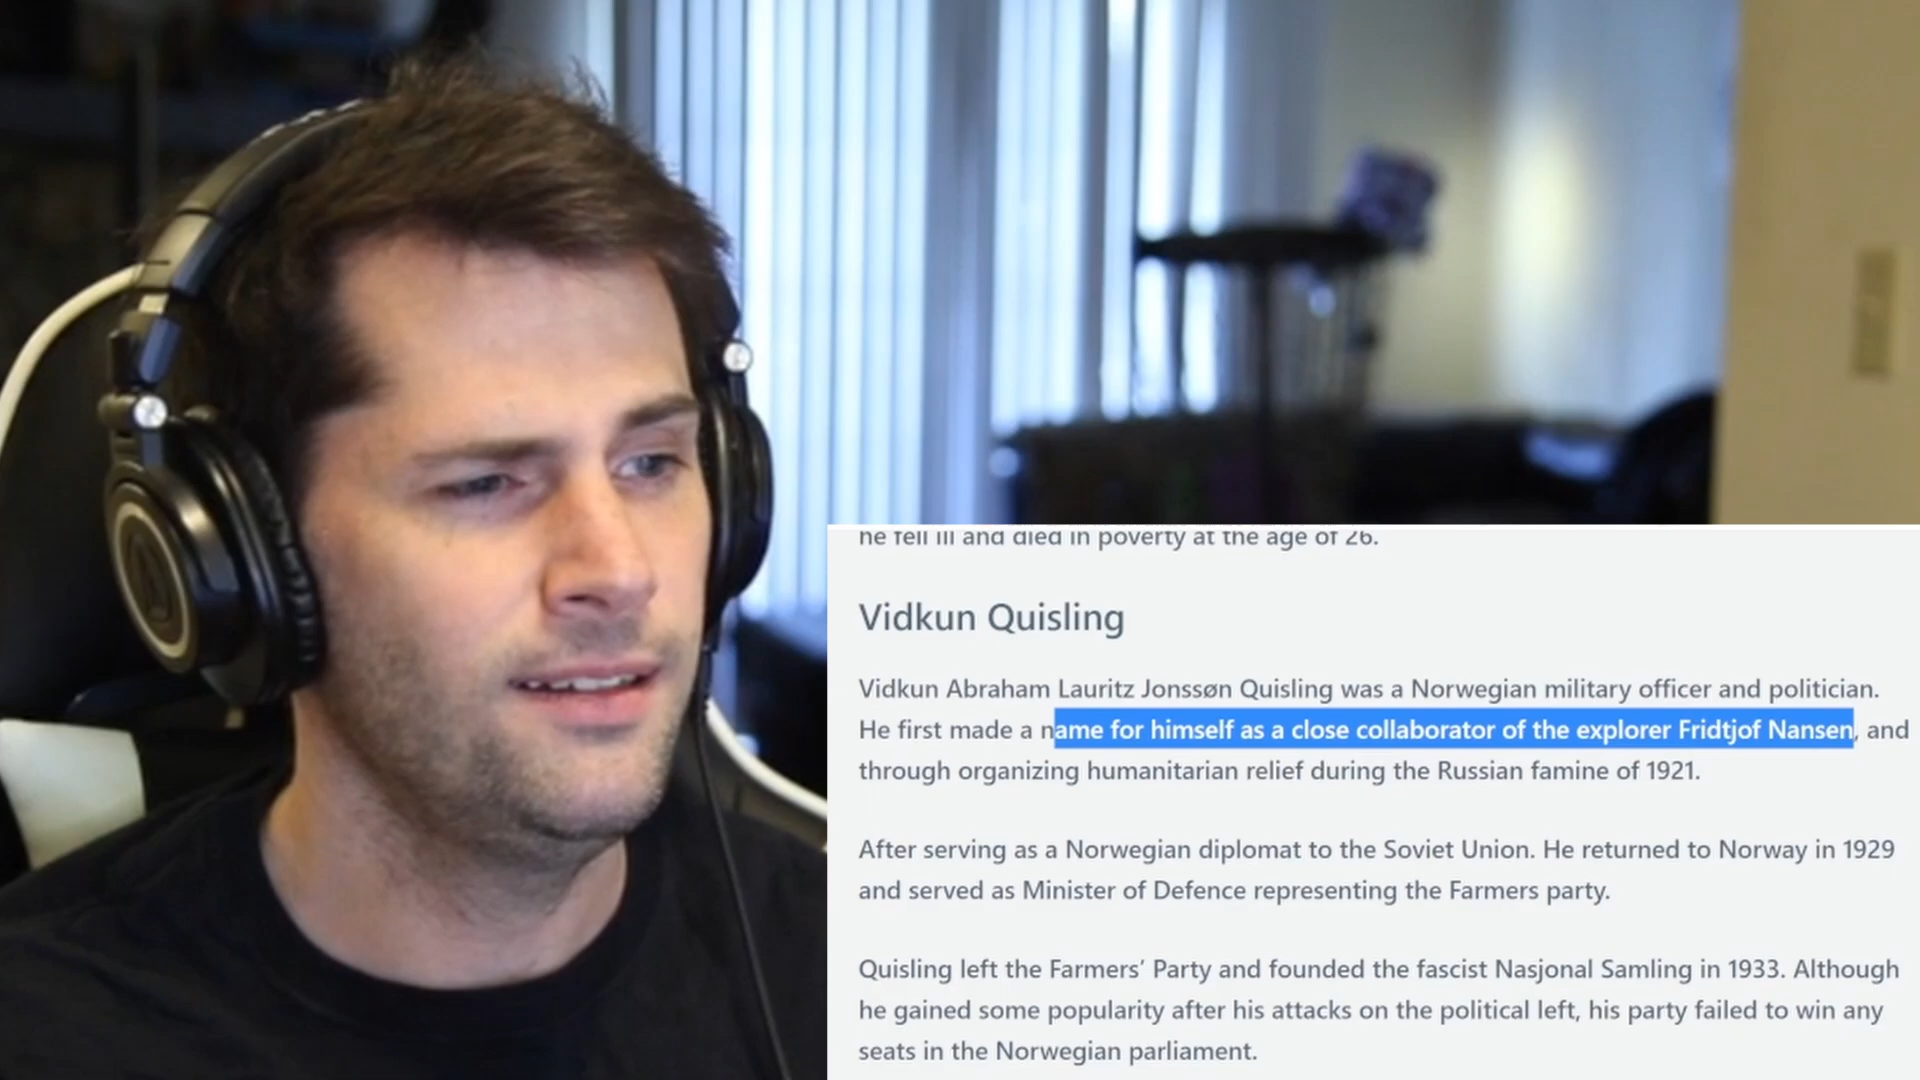 he fell ill and died in poverty at the age of 26.
Vidkun Quisling
Vidkun Abraham Lauritz Jonssøn Quisling was a Norwegian military officer and politician.
He first made a name for himself as a close collaborator of the explorer Fridtjof Nansen, and
through organizing humanitarian relief during the Russian famine of 1921.
After serving as a Norwegian diplomat to the Soviet Union. He returned to Norway in 1929
and served as Minister of Defence representing the Farmers party.
Quisling left the Farmers’ Party and founded the fascist Nasjonal Samling in 1933. Although
he gained some popularity after his attacks on the political left, his party failed to win any
seats in the Norwegian parliament.